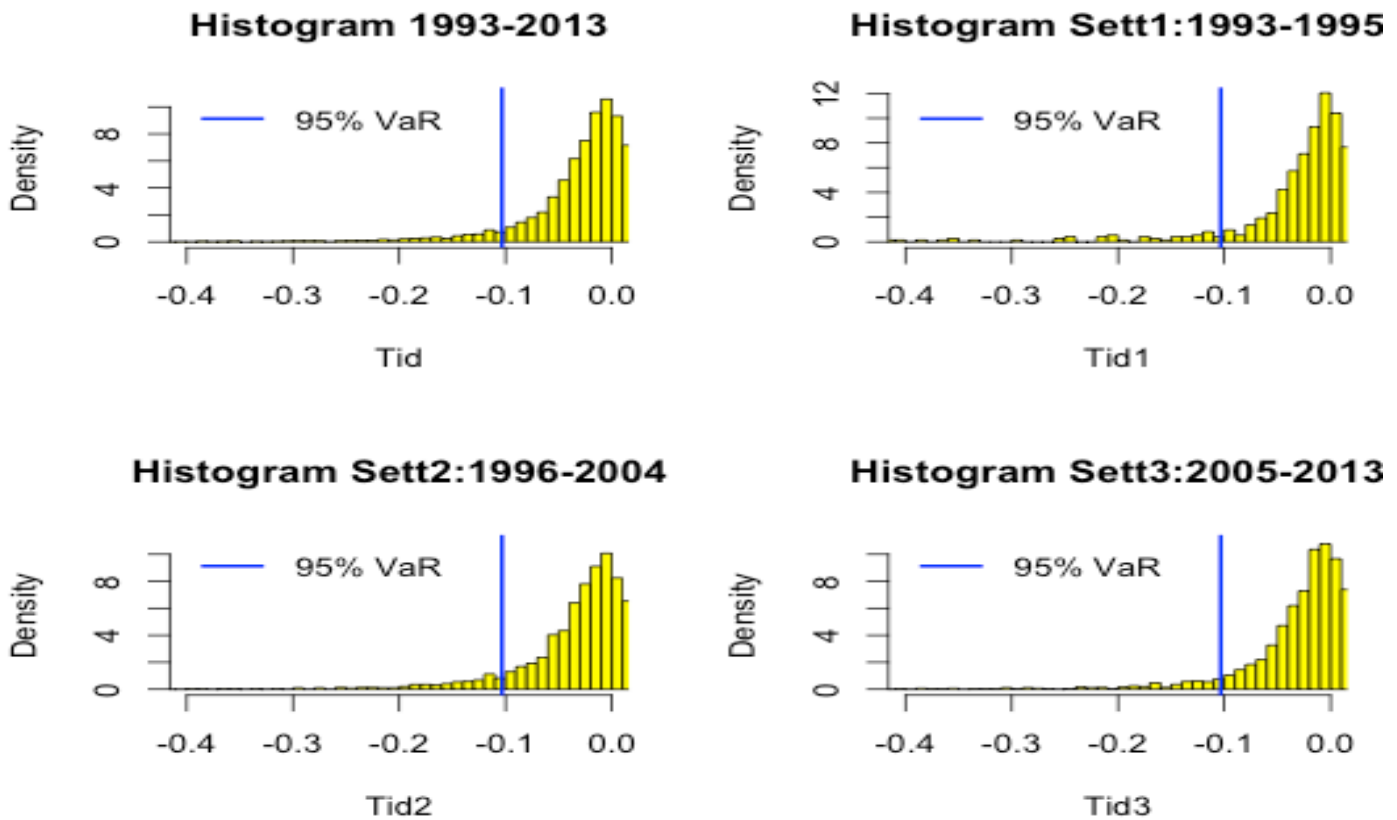 Histogram 1993-2013
Density
8
4
0
95% VaR
-0.4 -0.3 -0.2 -0.1 0.0
Tid
Histogram Sett1:1993-1995
Density
12
8
4
0
95% VaR
-0.4 -0.3 -0.2 -0.1 0.0
Tid1
Histogram Sett2:1996-2004
Density
8
4
0
95% VaR
-0.4 -0.3 -0.2 -0.1 0.0
Tid2
Histogram Sett3:2005-2013
Density
8
4
0
95% VaR
-0.4 -0.3 -0.2 -0.1 0.0
Tid3